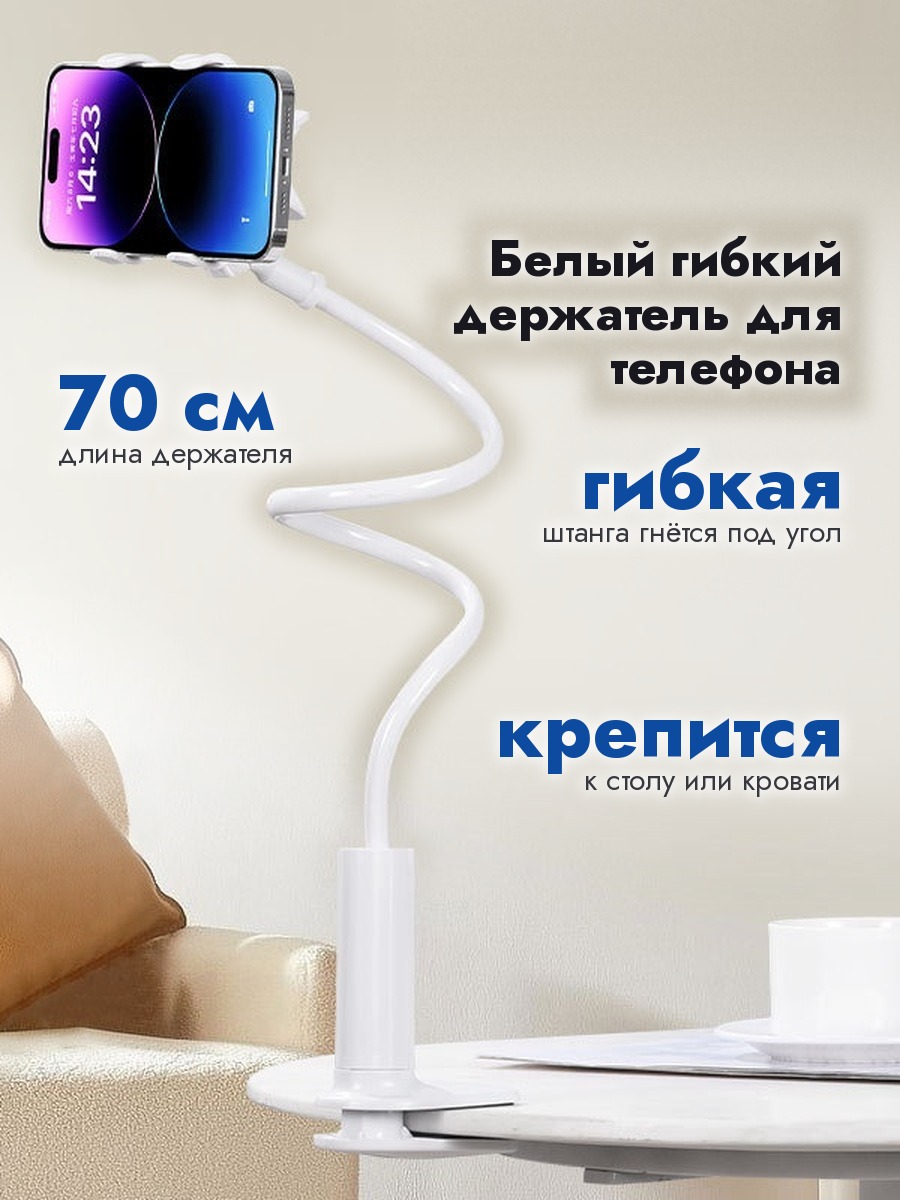 14:23
Белый гибкий
держатель для
телефона
70 см
длина держателя
гибкая
штанга гнётся под угол
крепится
к столу или кровати